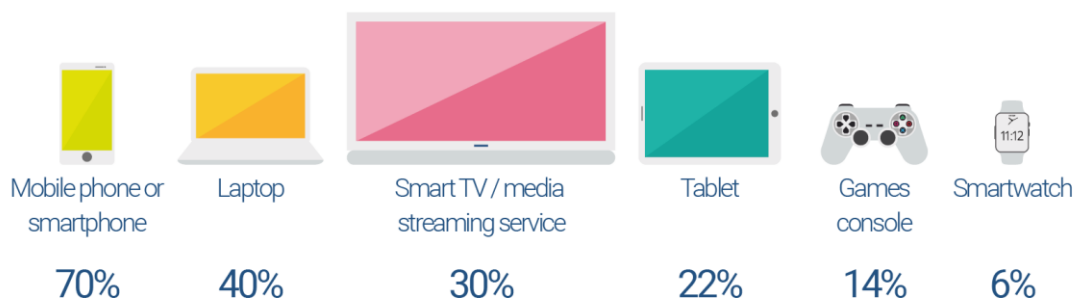 11:12
Mobile phone or
smartphone
Laptop
Smart TV / media
streaming service
Tablet
Games
console
Smartwatch
70%
40%
30%
22%
14%
6%